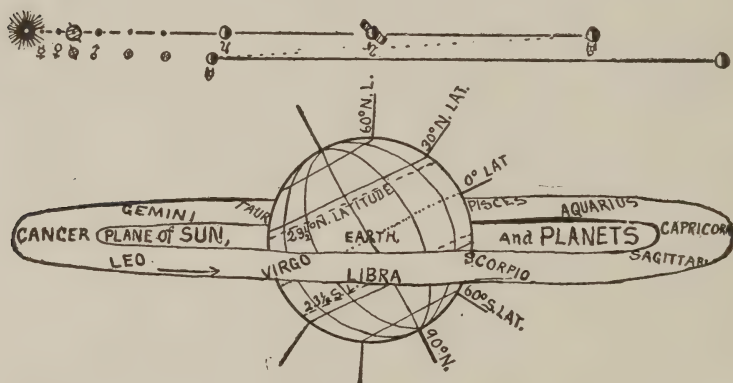 ☿ ♀ ♂ ♃ ♄
60°N. L.
30°N. LAT.
0° LAT
GEMINI
TAUR
23½°N. LATITUDE
PISCES
AQUARIUS
CANCER
PLANE OF SUN,
EARTH
and PLANETS
CAPRICORN
LEO
VIRGO
LIBRA
SCORPIO
SAGITTARI
23½ S.
60°S. LAT.
90°N.